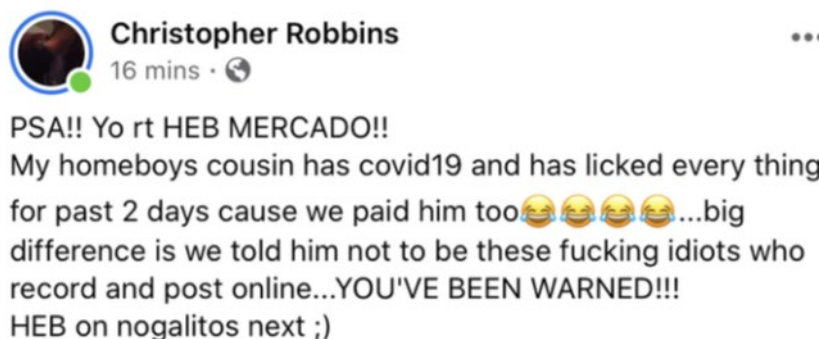 Christopher Robbins
16 mins ·
PSA!! Yo rt HEB MERCADO!!
My homeboys cousin has covid19 and has licked every thing
for past 2 days cause we paid him too😂😂😂😂...big
difference is we told him not to be these fucking idiots who
record and post online...YOU'VE BEEN WARNED!!!
HEB on nogalitos next ;)